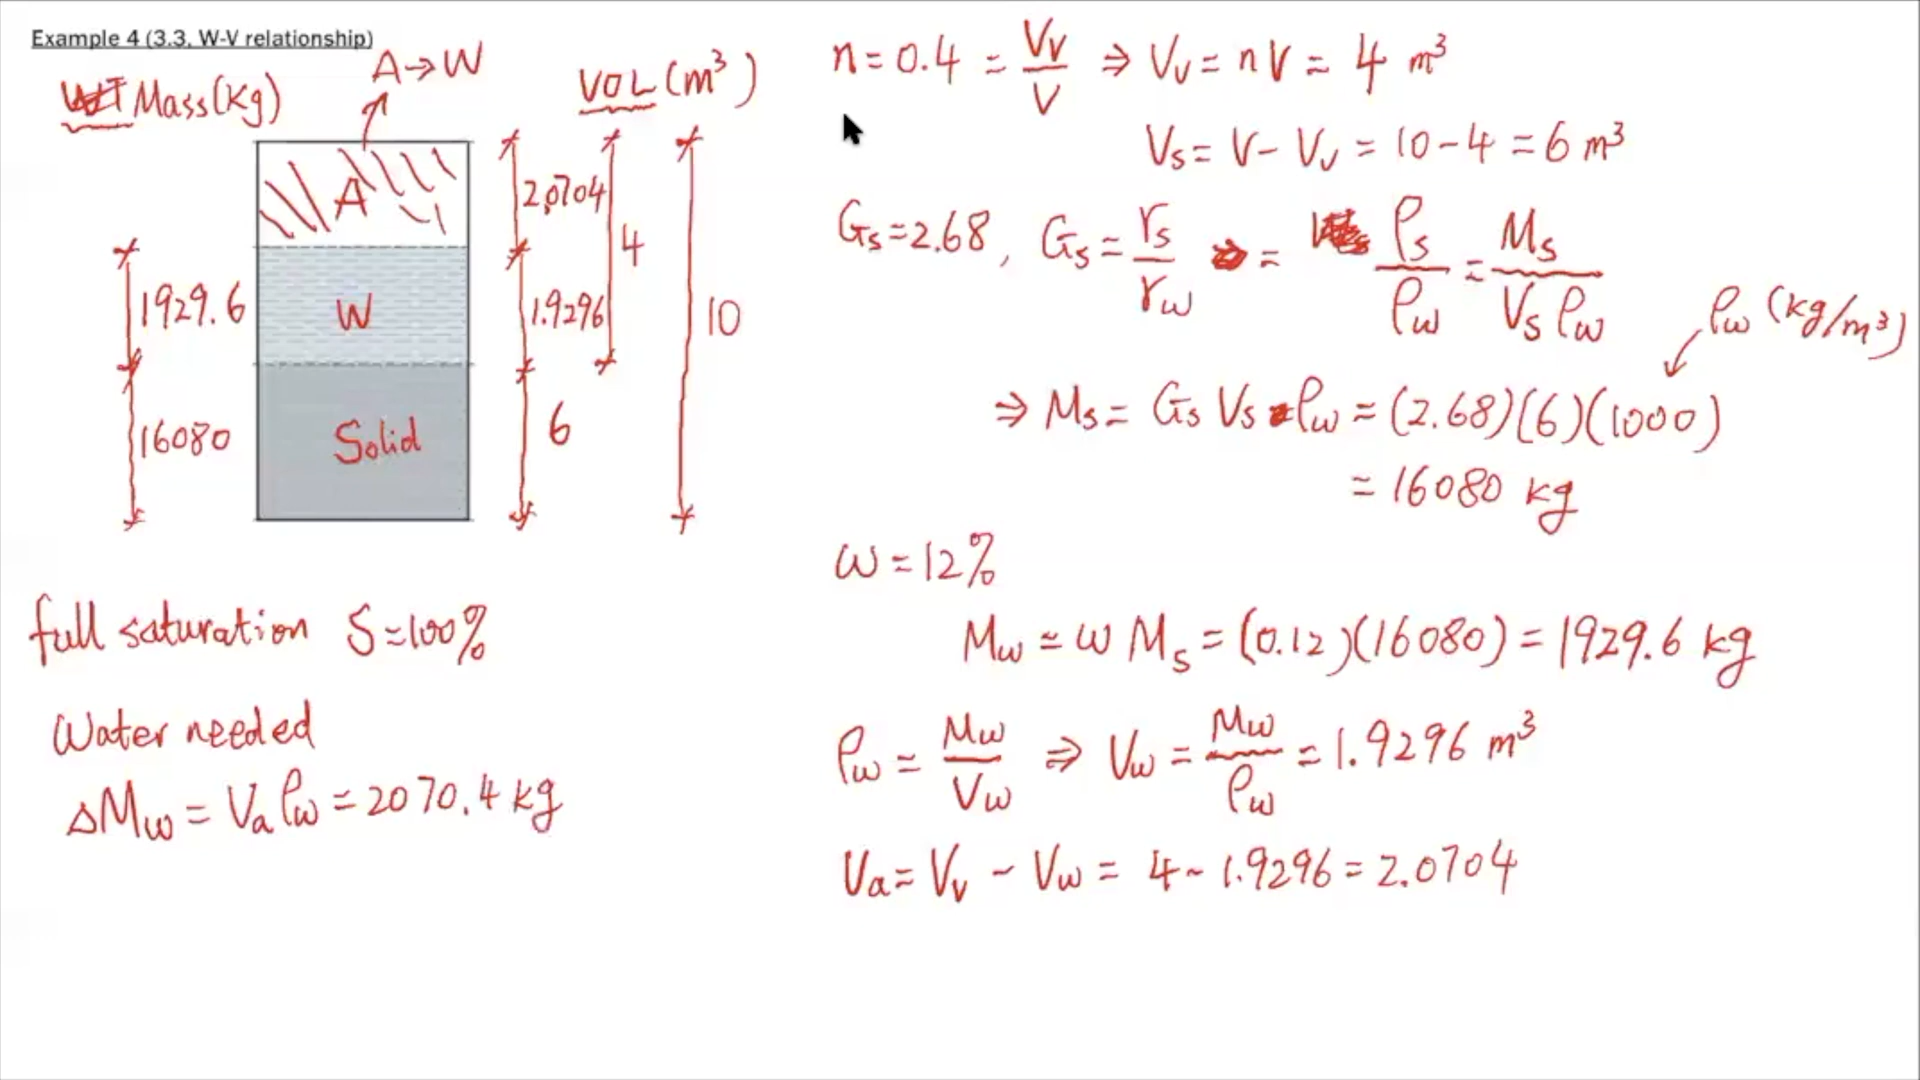 Example 4 (3.3, W-V relationship)
Mass(kg)
A→W
VOL (m³)
A
W
Solid
1929.6
16080
2.0704
1.9296
4
6
10
full saturation S=100%
Water needed
ΔMw = Va ρw = 2070.4 kg
n = 0.4 = Vv/V ⇒ Vv = nV = 4 m³
Vs = V - Vv = 10 - 4 = 6 m³
Gs = 2.68, Gs = rs/rw = ρs/ρw = Ms/(Vs ρw)
ρw (kg/m³)
⇒ Ms = Gs Vs ρw = (2.68)(6)(1000)
= 16080 kg
ω = 12%
Mw = ω Ms = (0.12)(16080) = 1929.6 kg
ρw = Mw/Vw ⇒ Vw = Mw/ρw = 1.9296 m³
Va = Vv - Vw = 4 - 1.9296 = 2.0704